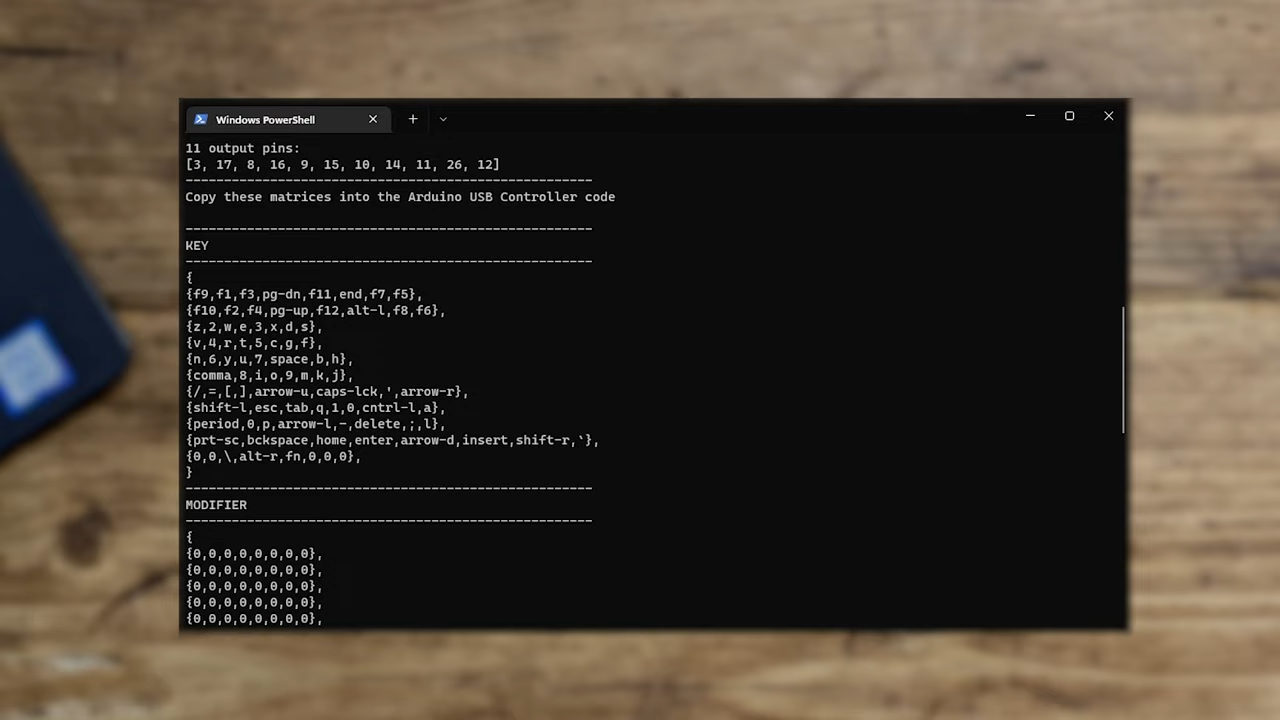 Windows PowerShell
11 output pins:
[3, 17, 8, 16, 9, 15, 10, 14, 11, 26, 12]
-----------------------------------------------------
Copy these matrices into the Arduino USB Controller code
-----------------------------------------------------
KEY
-----------------------------------------------------
{
{f9,f1,f3,pg-dn,f11,end,f7,f5},
{f10,f2,f4,pg-up,f12,alt-l,f8,f6},
{z,2,w,e,3,x,d,s},
{v,4,r,t,5,c,g,f},
{n,6,y,u,7,space,b,h},
{comma,8,i,o,9,m,k,j},
{/,=,[,],arrow-u,caps-lck,',arrow-r},
{shift-l,esc,tab,q,1,0,cntrl-l,a},
{period,0,p,arrow-l,-,delete,;,l},
{prt-sc,bckspace,home,enter,arrow-d,insert,shift-r,`},
{0,0,\,alt-r,fn,0,0,0},
}
-----------------------------------------------------
MODIFIER
-----------------------------------------------------
{
{0,0,0,0,0,0,0,0},
{0,0,0,0,0,0,0,0},
{0,0,0,0,0,0,0,0},
{0,0,0,0,0,0,0,0},
{0,0,0,0,0,0,0,0},